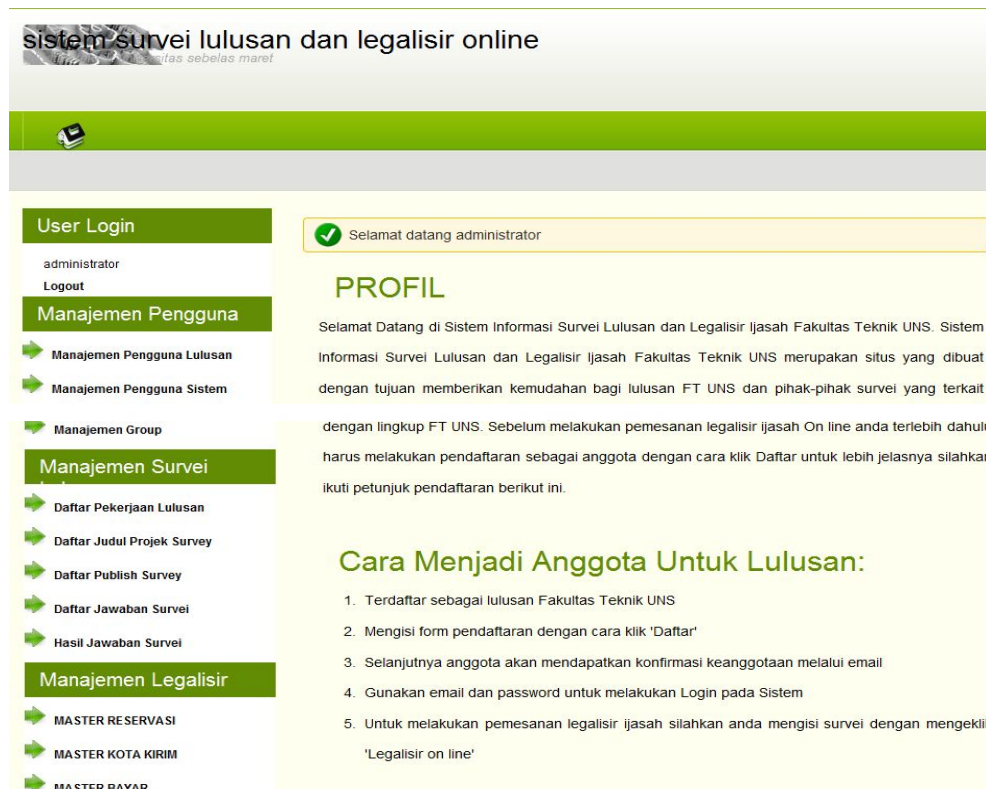 sistem survei lulusan dan legalisir online
sebelas maret
User Login
administrator
Logout
Manajemen Pengguna
Manajemen Pengguna Lulusan
Manajemen Pengguna Sistem
Manajemen Group
Manajemen Survei
Daftar Pekerjaan Lulusan
Daftar Judul Projek Survey
Daftar Publish Survey
Daftar Jawaban Survei
Hasil Jawaban Survei
Manajemen Legalisir
MASTER RESERVASI
MASTER KOTA KIRIM
MASTER BAYAR
Selamat datang administrator
PROFIL
Selamat Datang di Sistem Informasi Survei Lulusan dan Legalisir Ijasah Fakultas Teknik UNS. Sistem
Informasi Survei Lulusan dan Legalisir Ijasah Fakultas Teknik UNS merupakan situs yang dibuat
dengan tujuan memberikan kemudahan bagi lulusan FT UNS dan pihak-pihak survei yang terkait
dengan lingkup FT UNS. Sebelum melakukan pemesanan legalisir ijasah On line anda terlebih dahulu
harus melakukan pendaftaran sebagai anggota dengan cara klik Daftar untuk lebih jelasnya silahkan
ikuti petunjuk pendaftaran berikut ini.
Cara Menjadi Anggota Untuk Lulusan:
1. Terdaftar sebagai lulusan Fakultas Teknik UNS
2. Mengisi form pendaftaran dengan cara klik 'Daftar'
3. Selanjutnya anggota akan mendapatkan konfirmasi keanggotaan melalui email
4. Gunakan email dan password untuk melakukan Login pada Sistem
5. Untuk melakukan pemesanan legalisir ijasah silahkan anda mengisi survei dengan mengeklik
'Legalisir on line'